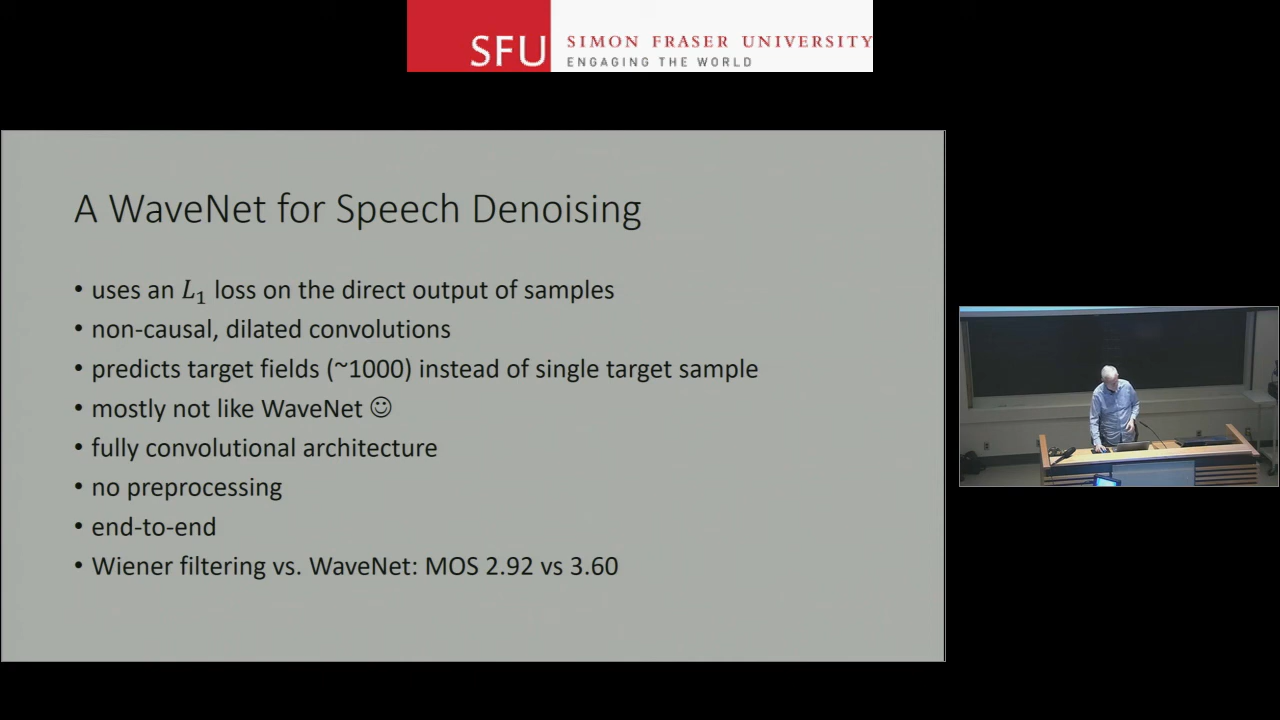 SFU SIMON FRASER UNIVERSITY
ENGAGING THE WORLD
A WaveNet for Speech Denoising
• uses an L₁ loss on the direct output of samples
• non-causal, dilated convolutions
• predicts target fields (~1000) instead of single target sample
• mostly not like WaveNet ☺
• fully convolutional architecture
• no preprocessing
• end-to-end
• Wiener filtering vs. WaveNet: MOS 2.92 vs 3.60